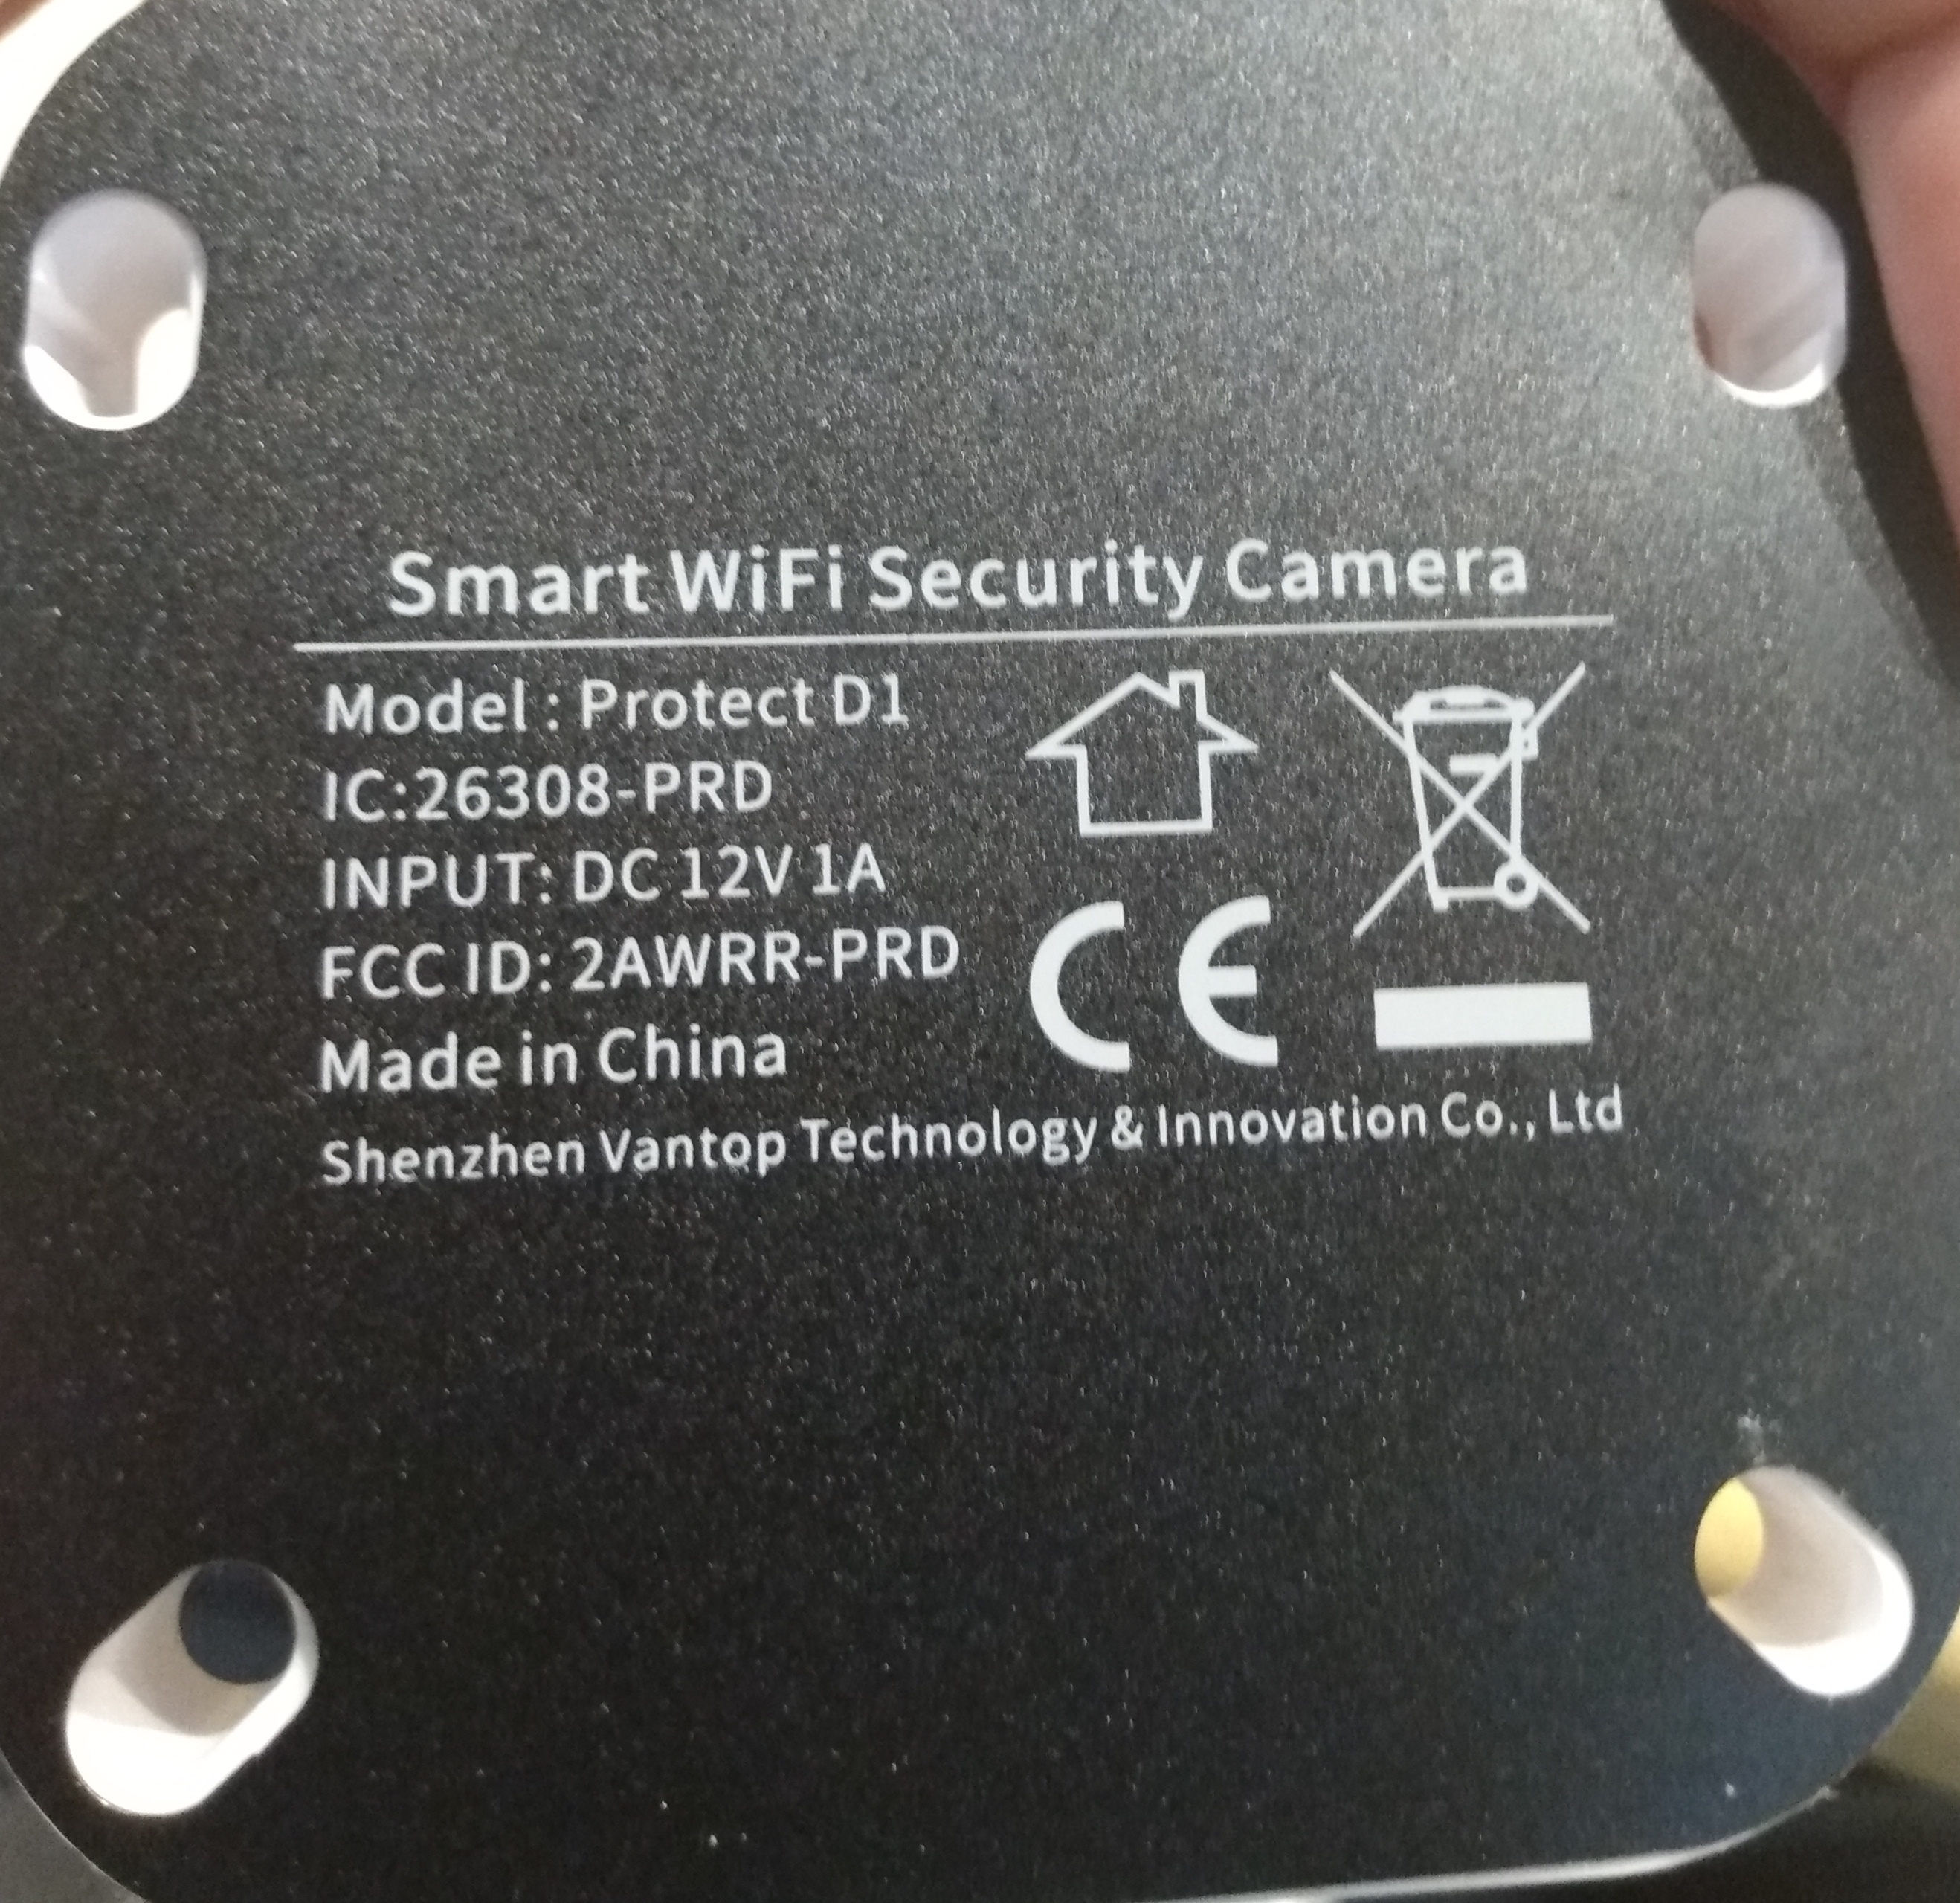 Smart WiFi Security Camera
Model : Protect D1
IC:26308-PRD
INPUT: DC 12V 1A
FCC ID: 2AWRR-PRD
Made in China
CE
Shenzhen Vantop Technology & Innovation Co., Ltd